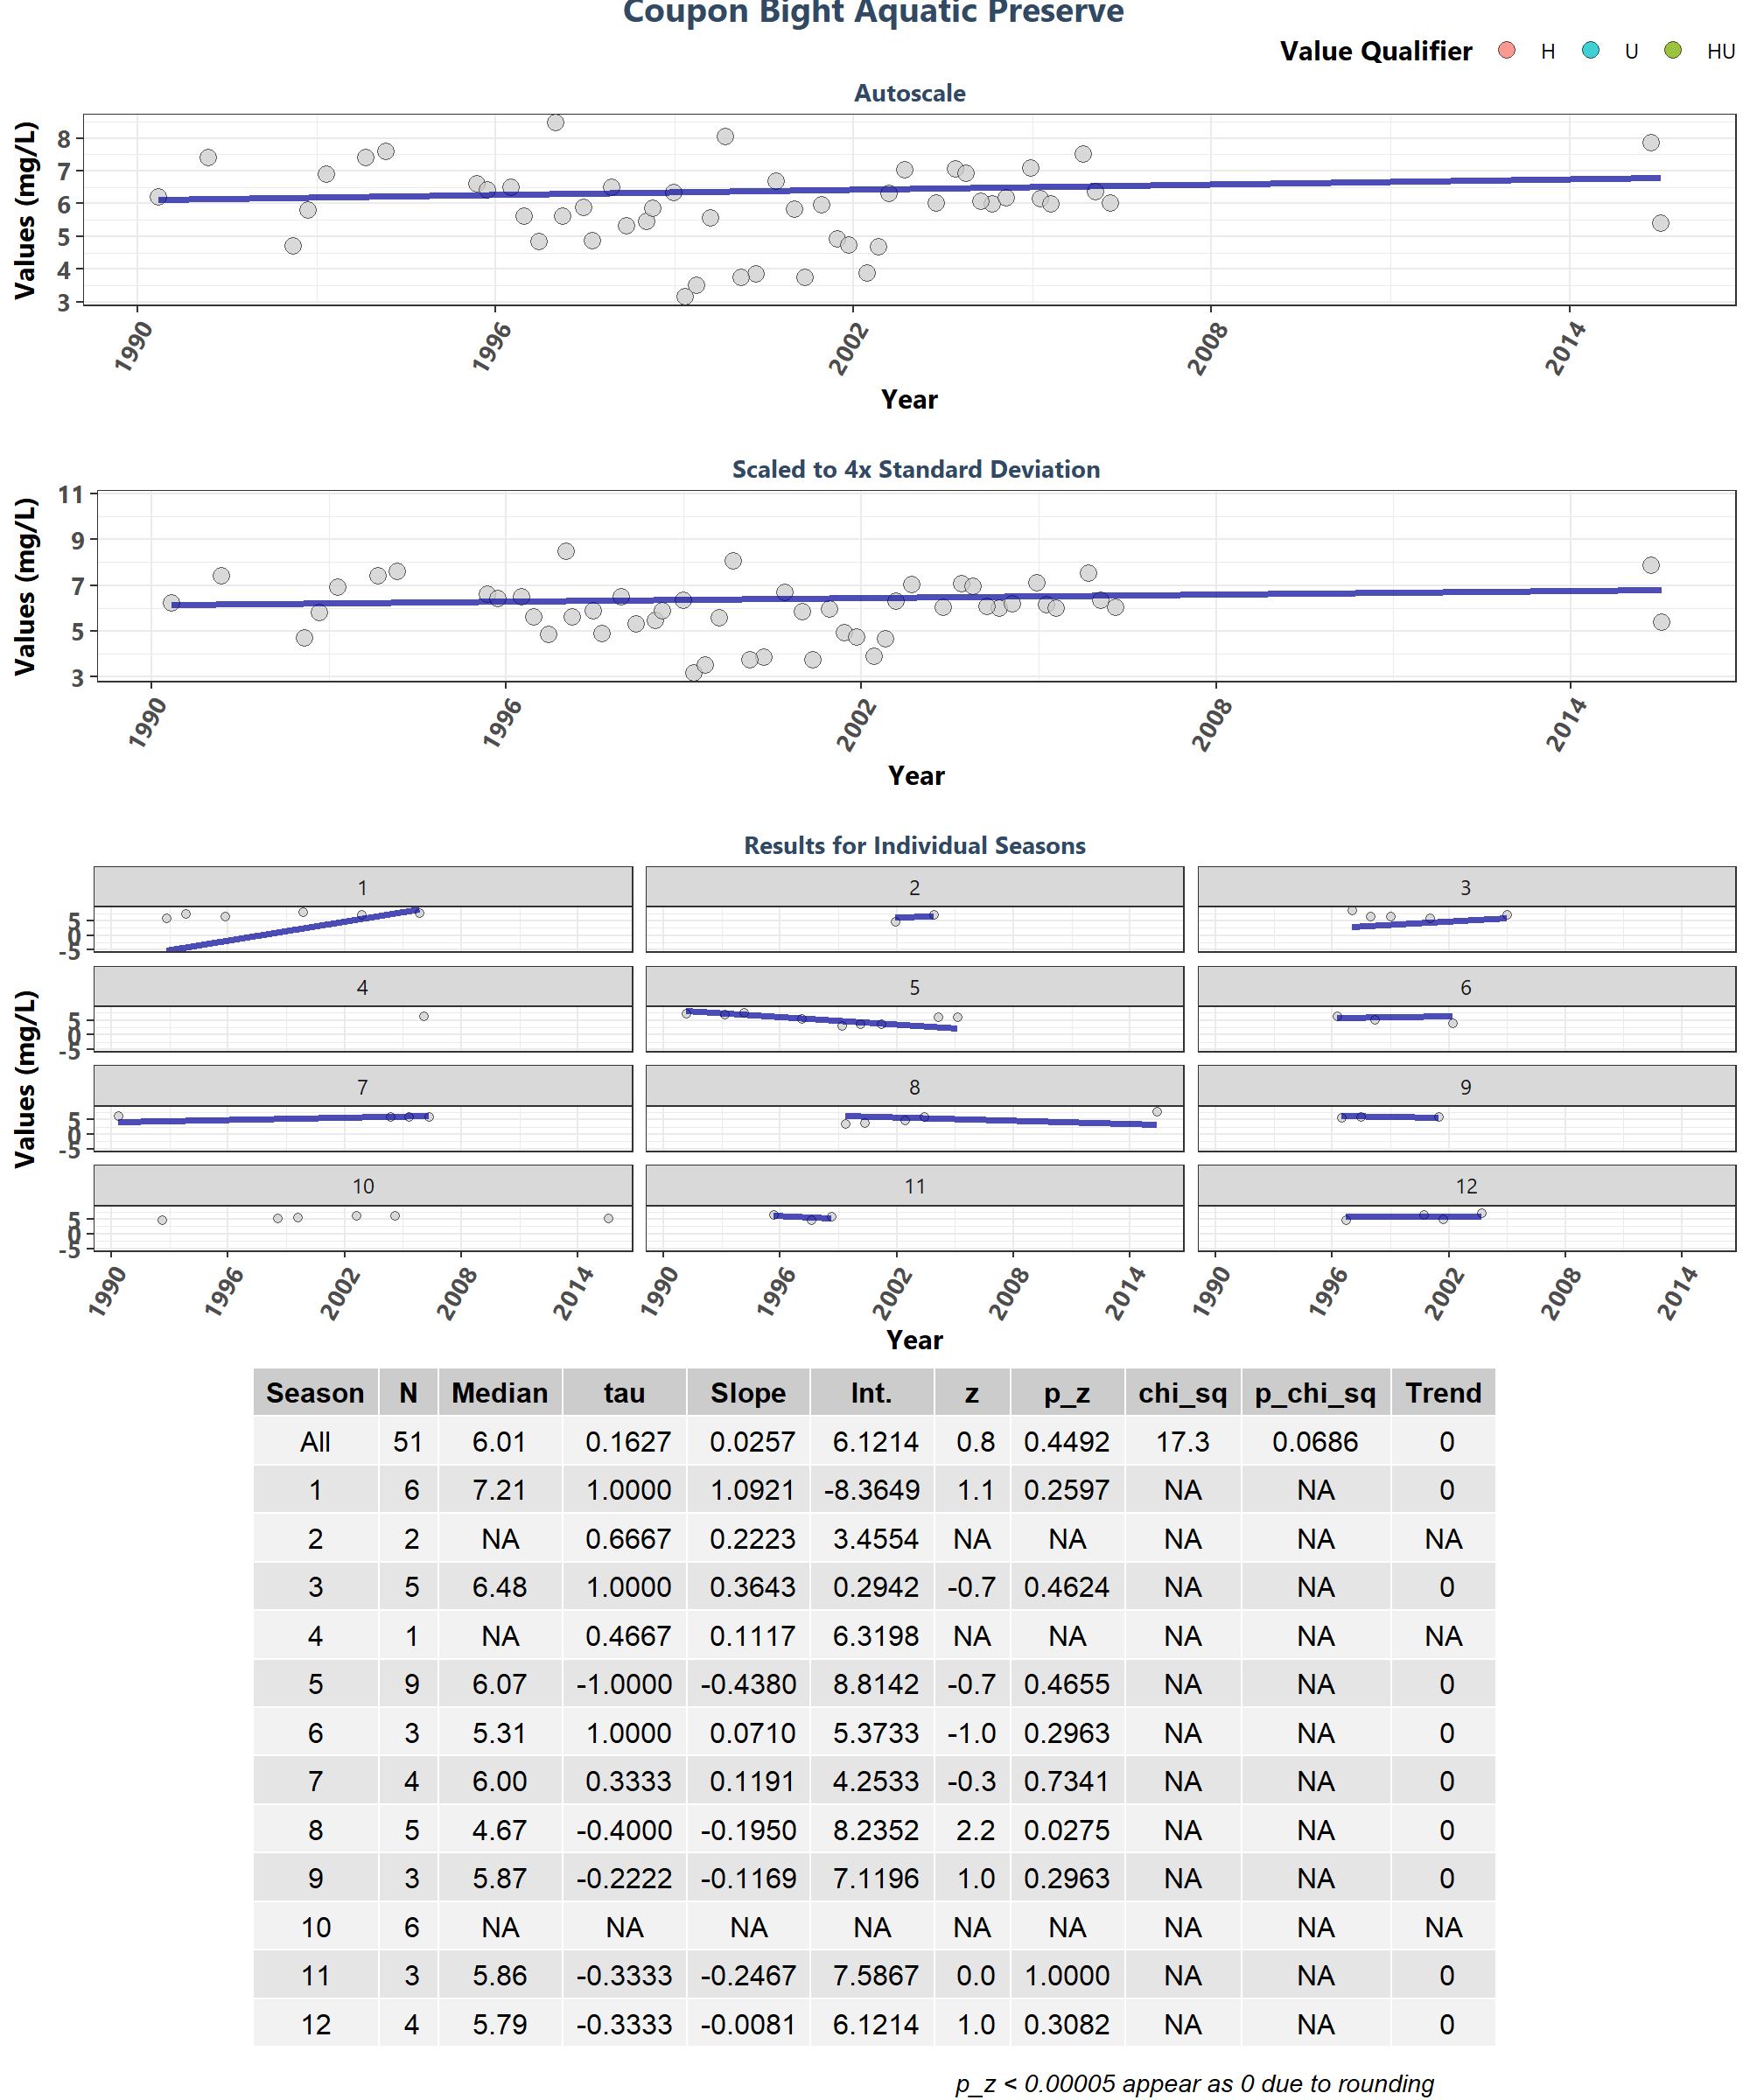 Coupon Bight Aquatic Preserve
Value Qualifier H U HU
Autoscale
Values (mg/L)
8
7
6
5
4
3
1990 1996 2002 2008 2014
Year
Scaled to 4x Standard Deviation
Values (mg/L)
11
9
7
5
3
1990 1996 2002 2008 2014
Year
Results for Individual Seasons
Values (mg/L)
1 2 3
5
0
-5
4 5 6
5
0
-5
7 8 9
5
0
-5
10 11 12
5
0
-5
1990 1996 2002 2008 2014 1990 1996 2002 2008 2014 1990 1996 2002 2008 2014
Year
Season N Median tau Slope Int. z p_z chi_sq p_chi_sq Trend
All 51 6.01 0.1627 0.0257 6.1214 0.8 0.4492 17.3 0.0686 0
1 6 7.21 1.0000 1.0921 -8.3649 1.1 0.2597 NA NA 0
2 2 NA 0.6667 0.2223 3.4554 NA NA NA NA NA
3 5 6.48 1.0000 0.3643 0.2942 -0.7 0.4624 NA NA 0
4 1 NA 0.4667 0.1117 6.3198 NA NA NA NA NA
5 9 6.07 -1.0000 -0.4380 8.8142 -0.7 0.4655 NA NA 0
6 3 5.31 1.0000 0.0710 5.3733 -1.0 0.2963 NA NA 0
7 4 6.00 0.3333 0.1191 4.2533 -0.3 0.7341 NA NA 0
8 5 4.67 -0.4000 -0.1950 8.2352 2.2 0.0275 NA NA 0
9 3 5.87 -0.2222 -0.1169 7.1196 1.0 0.2963 NA NA 0
10 6 NA NA NA NA NA NA NA NA NA
11 3 5.86 -0.3333 -0.2467 7.5867 0.0 1.0000 NA NA 0
12 4 5.79 -0.3333 -0.0081 6.1214 1.0 0.3082 NA NA 0
p_z < 0.00005 appear as 0 due to rounding